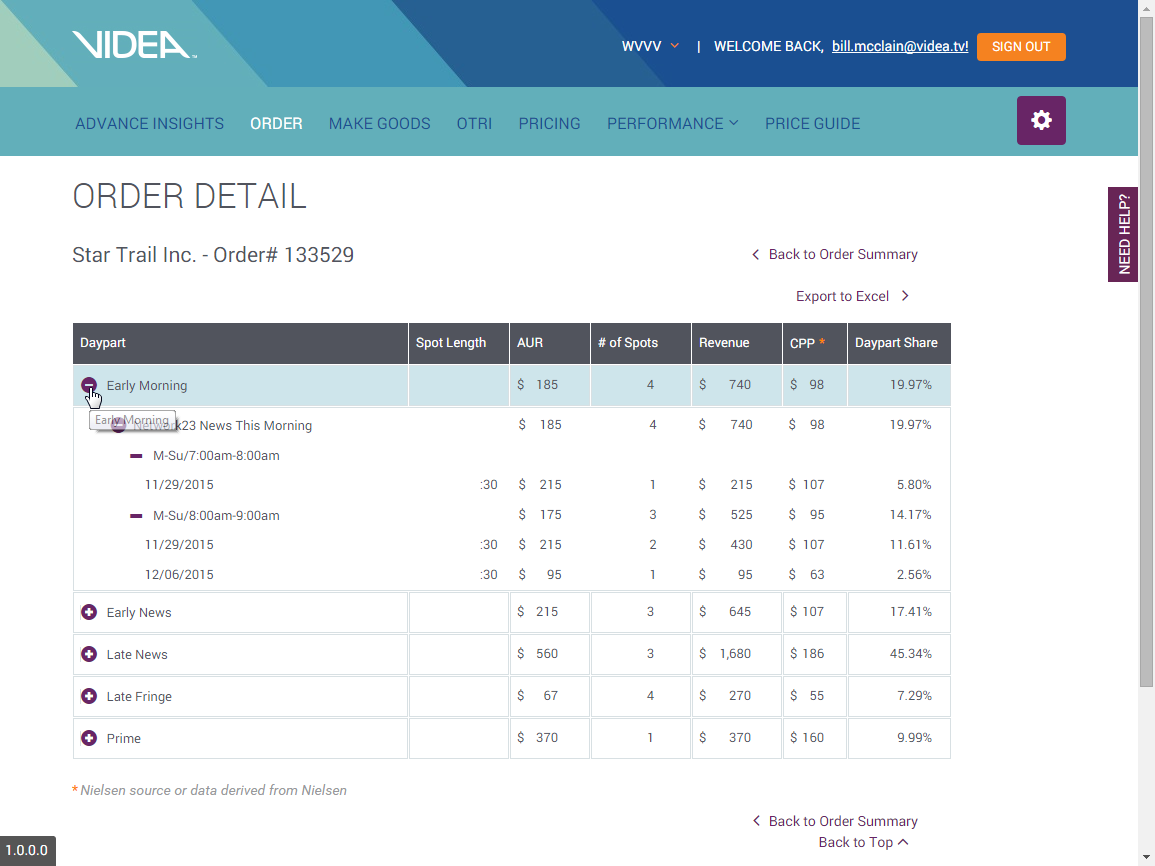 VIDEA™
WVVV | WELCOME BACK, bill.mcclain@videa.tv! SIGN OUT
ADVANCE INSIGHTS ORDER MAKE GOODS OTRI PRICING PERFORMANCE PRICE GUIDE
NEED HELP?
ORDER DETAIL
Star Trail Inc. - Order# 133529
Back to Order Summary
Export to Excel
Daypart Spot Length AUR # of Spots Revenue CPP * Daypart Share
Early Morning $ 185 4 $ 740 $ 98 19.97%
Early Morning
Network23 News This Morning $ 185 4 $ 740 $ 98 19.97%
M-Su/7:00am-8:00am
11/29/2015 :30 $ 215 1 $ 215 $ 107 5.80%
M-Su/8:00am-9:00am $ 175 3 $ 525 $ 95 14.17%
11/29/2015 :30 $ 215 2 $ 430 $ 107 11.61%
12/06/2015 :30 $ 95 1 $ 95 $ 63 2.56%
Early News $ 215 3 $ 645 $ 107 17.41%
Late News $ 560 3 $ 1,680 $ 186 45.34%
Late Fringe $ 67 4 $ 270 $ 55 7.29%
Prime $ 370 1 $ 370 $ 160 9.99%
* Nielsen source or data derived from Nielsen
Back to Order Summary
Back to Top
1.0.0.0